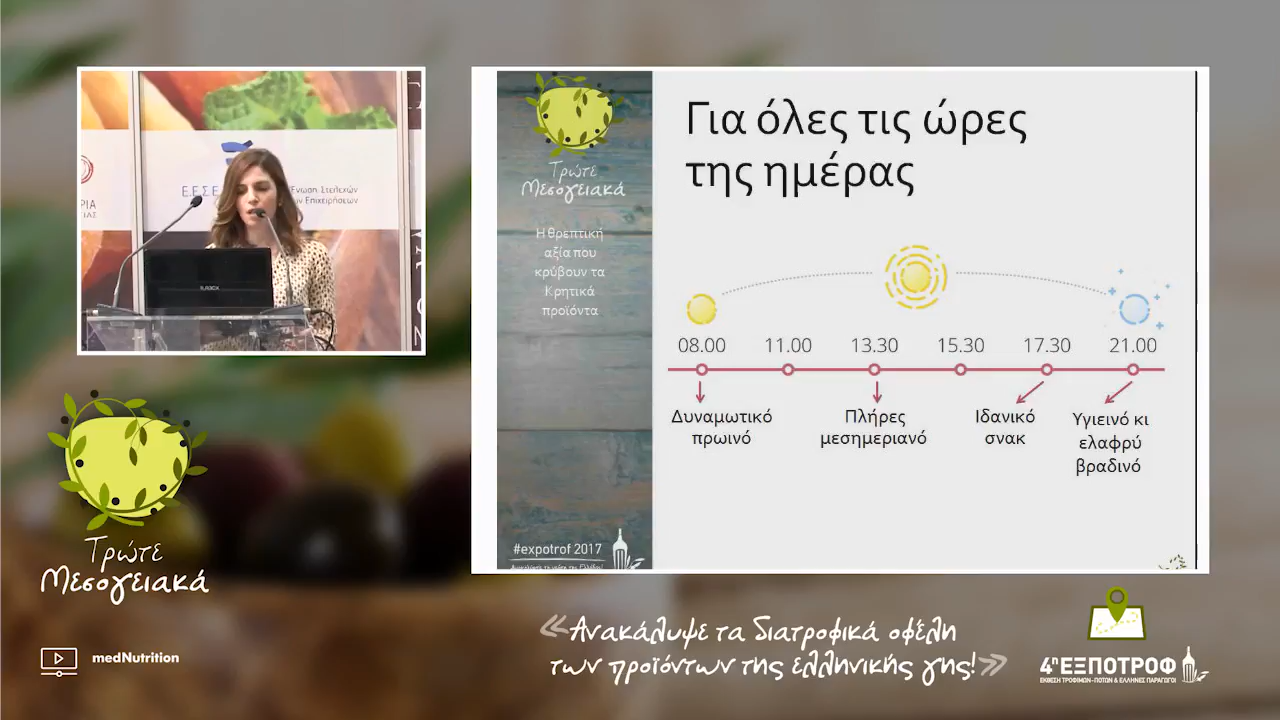 Ε.Ε.ΣΕ
Ένωση Στελεχών
Επιχειρήσεων
Τρώτε
Μεσογειακά
Η θρεπτική
αξία που
κρύβουν τα
Κρητικά
προϊόντα
#expotrof 2017
Για όλες τις ώρες
της ημέρας
08.00 11.00 13.30 15.30 17.30 21.00
Δυναμωτικό
πρωινό
Πλήρες
μεσημεριανό
Ιδανικό
σνακ
Υγιεινό κι
ελαφρύ
βραδινό
Τρώτε
Μεσογειακά
medNutrition
«Ανακάλυψε τα διατροφικά οφέλη
των προϊόντων της ελληνικής γης!»
4η ΕΞΠΟΤΡΟΦ
ΕΚΘΕΣΗ ΤΡΟΦΙΜΩΝ-ΠΟΤΩΝ & ΕΛΛΗΝΕΣ ΠΑΡΑΓΩΓΟΙ